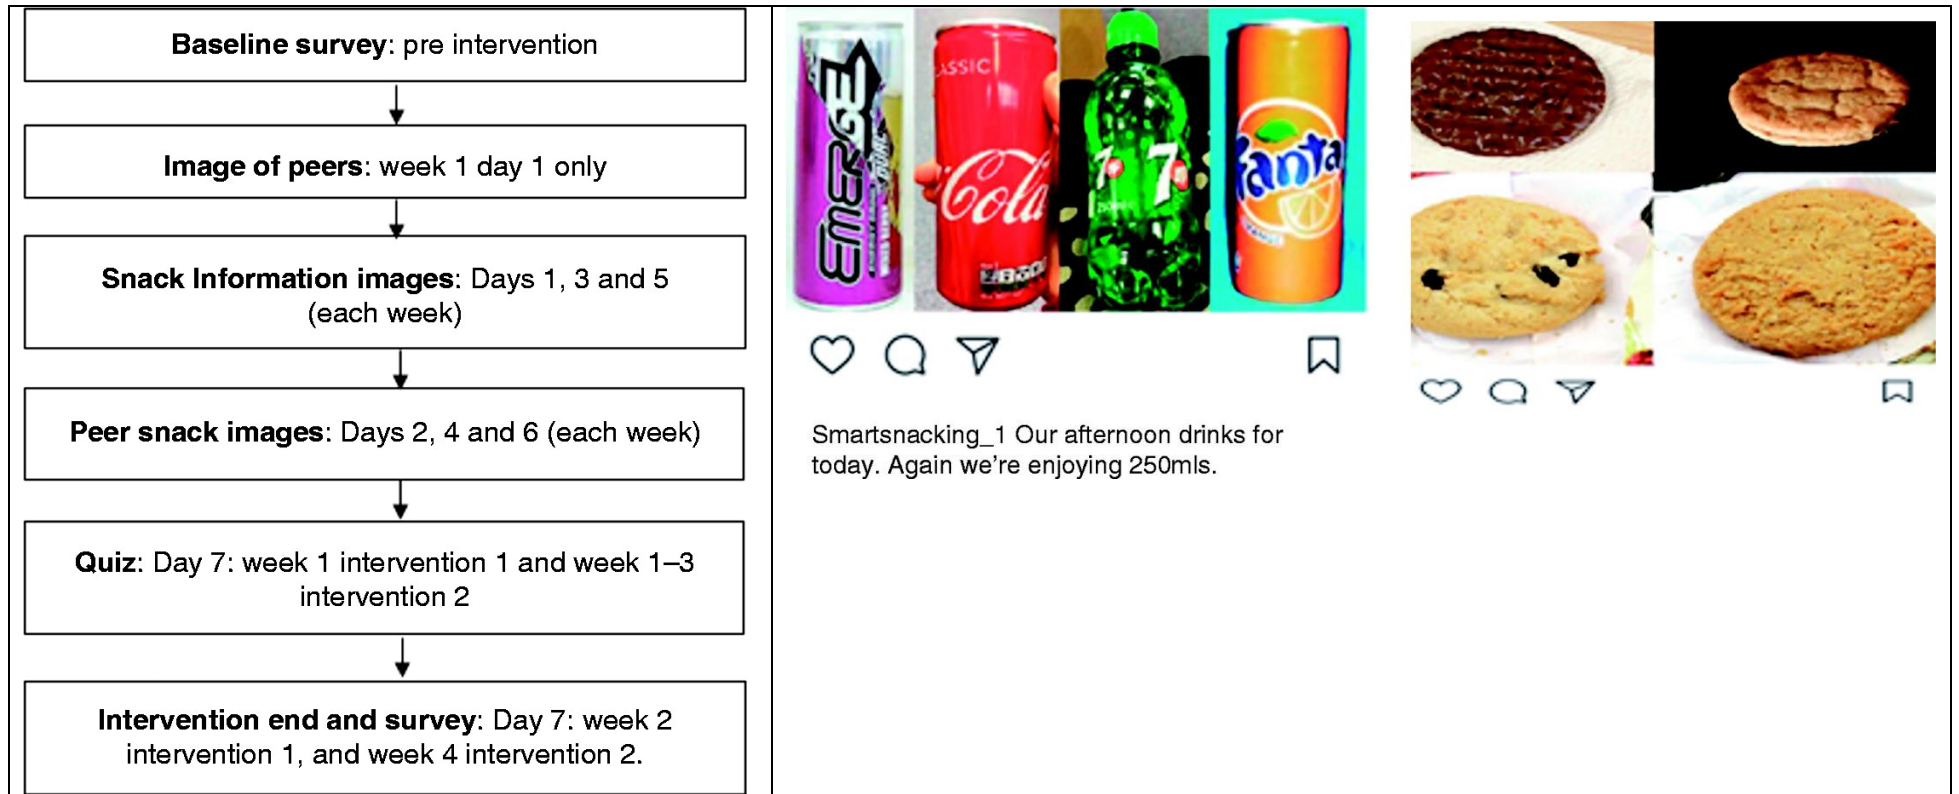 Baseline survey: pre intervention
Image of peers: week 1 day 1 only
Snack Information images: Days 1, 3 and 5
(each week)
Peer snack images: Days 2, 4 and 6 (each week)
Quiz: Day 7: week 1 intervention 1 and week 1–3
intervention 2
Intervention end and survey: Day 7: week 2
intervention 1, and week 4 intervention 2.
EMERGE
ASSIC
Cola
7
7
Fanta
Smartsnacking_1 Our afternoon drinks for
today. Again we're enjoying 250mls.